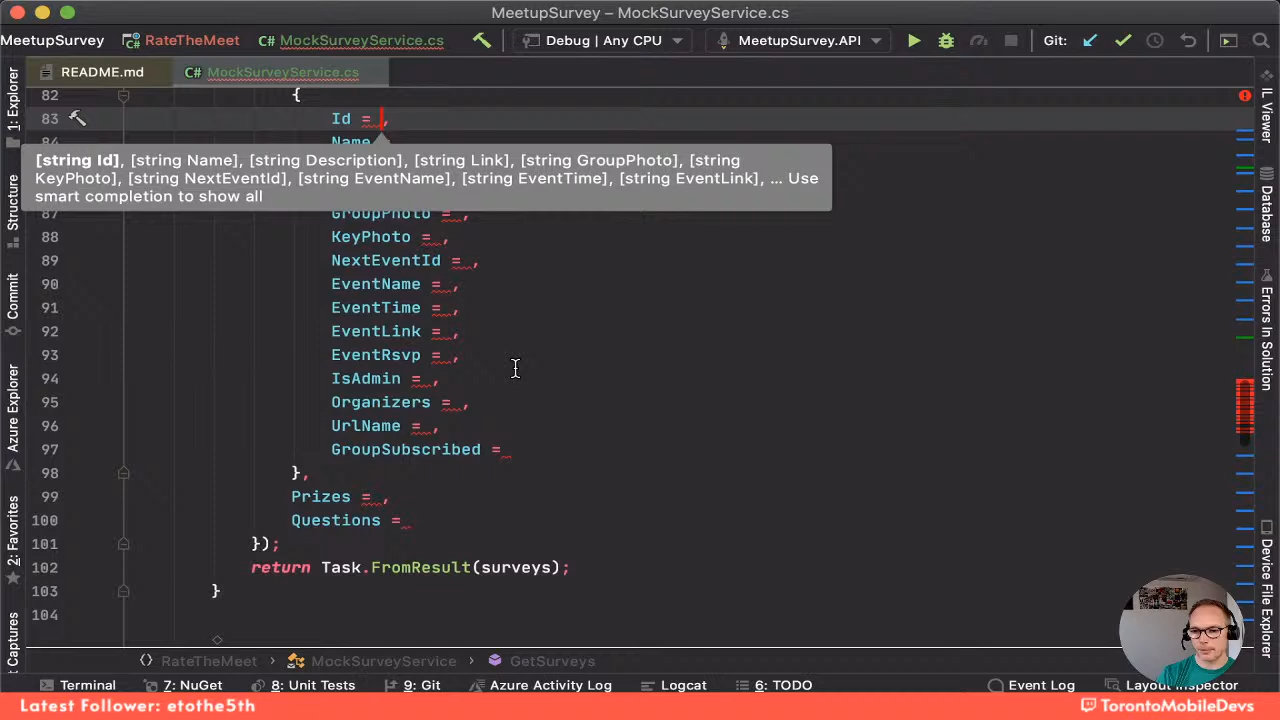 MeetupSurvey – MockSurveyService.cs
MeetupSurvey RateTheMeet MockSurveyService.cs Debug | Any CPU MeetupSurvey.API Git:
README.md C# MockSurveyService.cs
1: Explorer
Structure
Commit
Azure Explorer
2: Favorites
Captures
82 {
83 Id = ,
Name
[string Id], [string Name], [string Description], [string Link], [string GroupPhoto], [string
KeyPhoto], [string NextEventId], [string EventName], [string EventTime], [string EventLink], ... Use
smart completion to show all
87 GroupPhoto = ,
88 KeyPhoto = ,
89 NextEventId = ,
90 EventName = ,
91 EventTime = ,
92 EventLink = ,
93 EventRsvp = ,
94 IsAdmin = ,
95 Organizers = ,
96 UrlName = ,
97 GroupSubscribed =
98 },
99 Prizes = ,
100 Questions =
101 });
102 return Task.FromResult(surveys);
103 }
104
IL Viewer
Database
Errors In Solution
Device File Explorer
RateTheMeet > MockSurveyService > GetSurveys
Terminal 7: NuGet 8: Unit Tests 9: Git Azure Activity Log Logcat 6: TODO Event Log Layout Inspector
Latest Follower: etothe5th TorontoMobileDevs